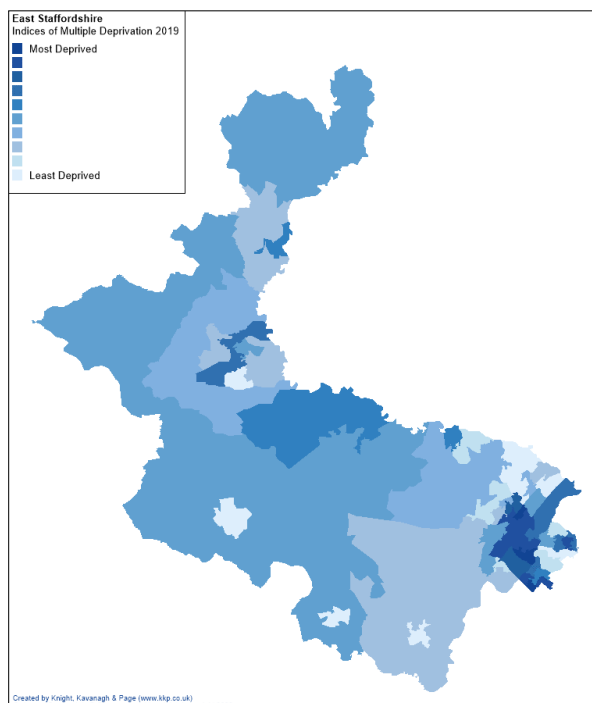 East Staffordshire
Indices of Multiple Deprivation 2019
Most Deprived
Least Deprived
Created by Knight, Kavanagh & Page (www.kkp.co.uk)